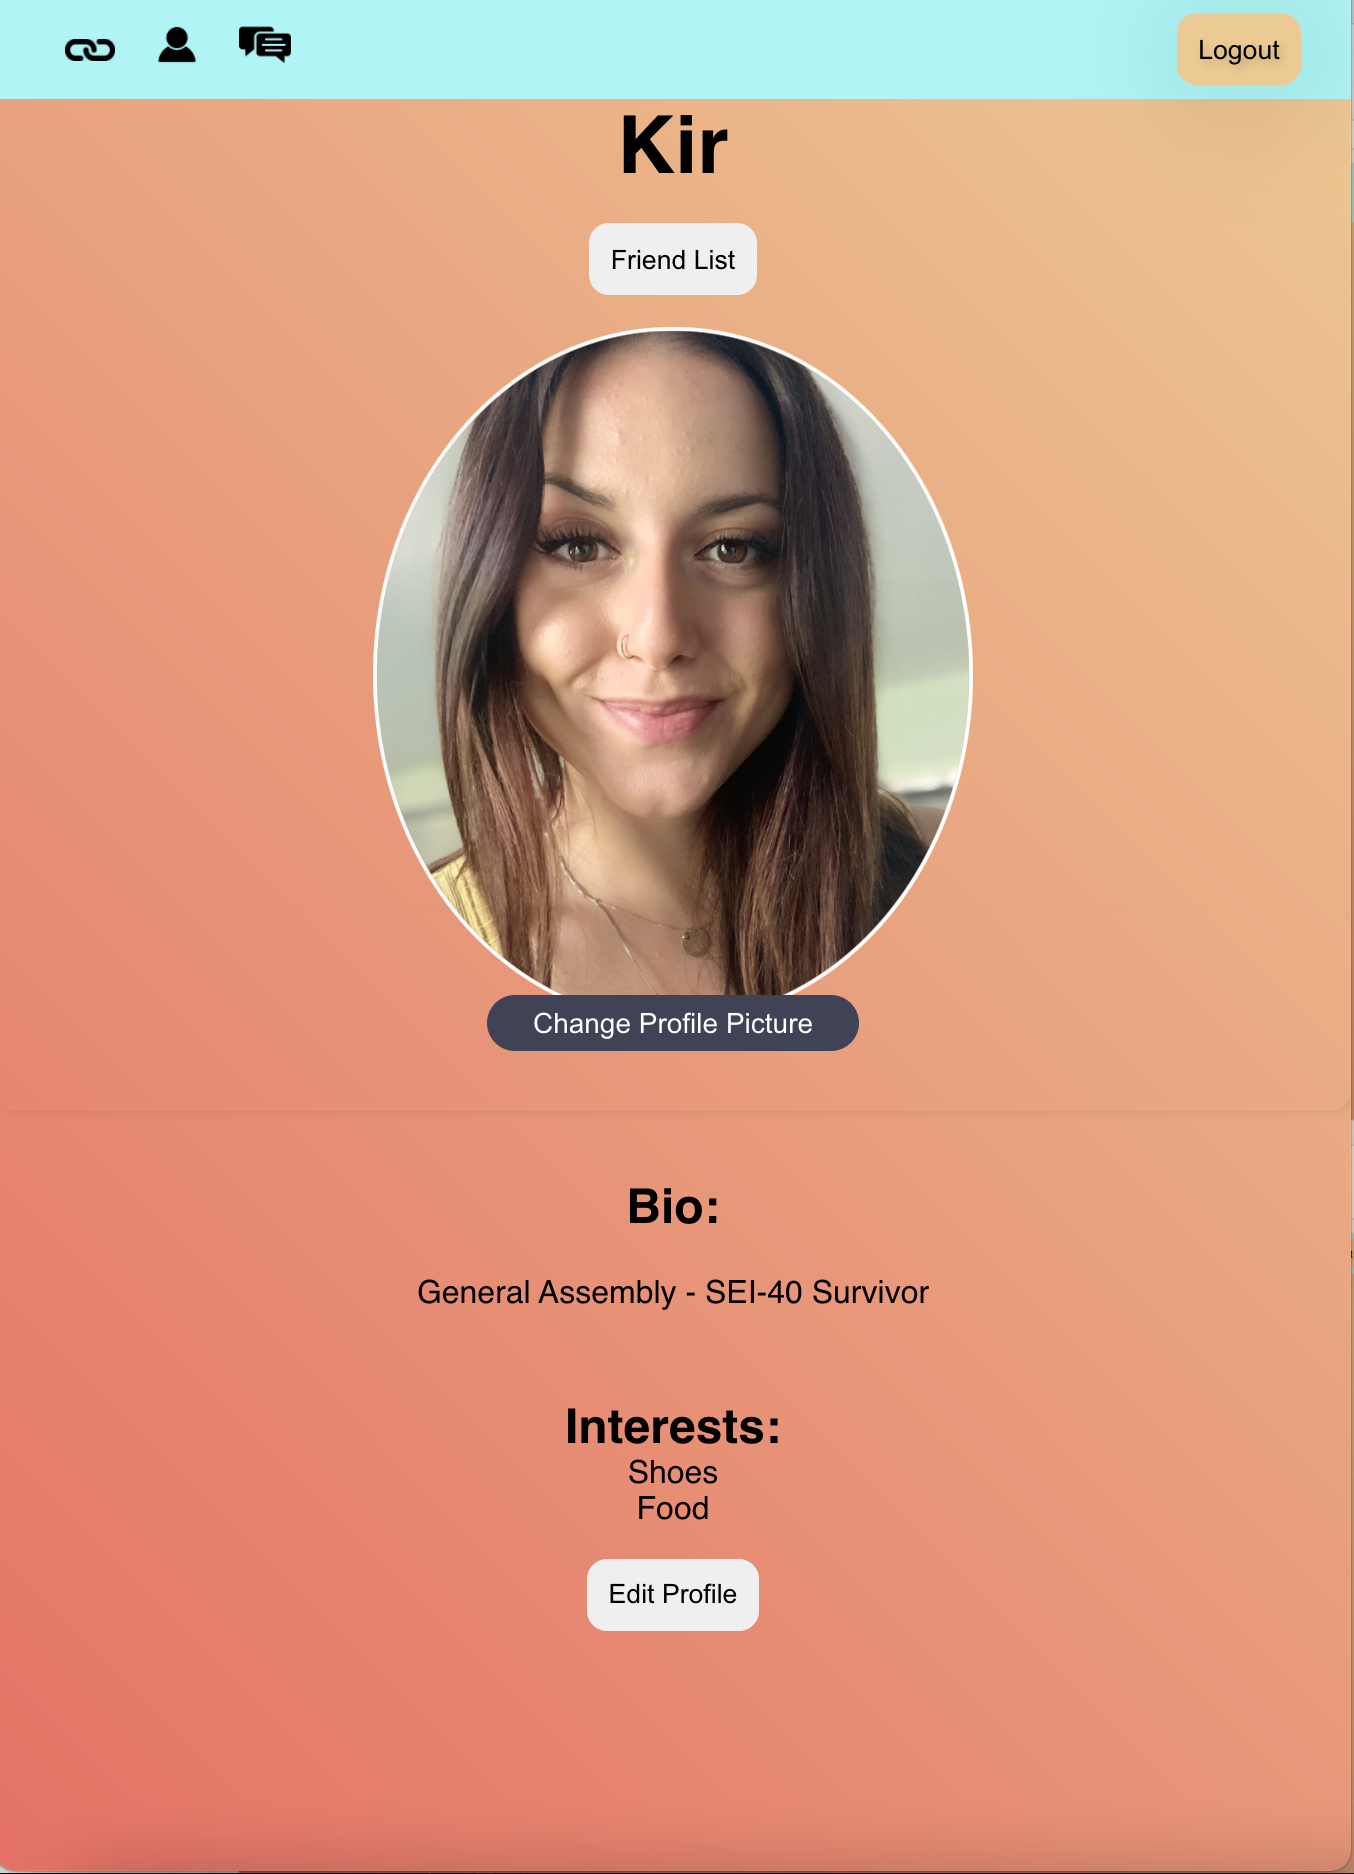 Logout
Kir
Friend List
Change Profile Picture
Bio:
General Assembly - SEI-40 Survivor
Interests:
Shoes
Food
Edit Profile